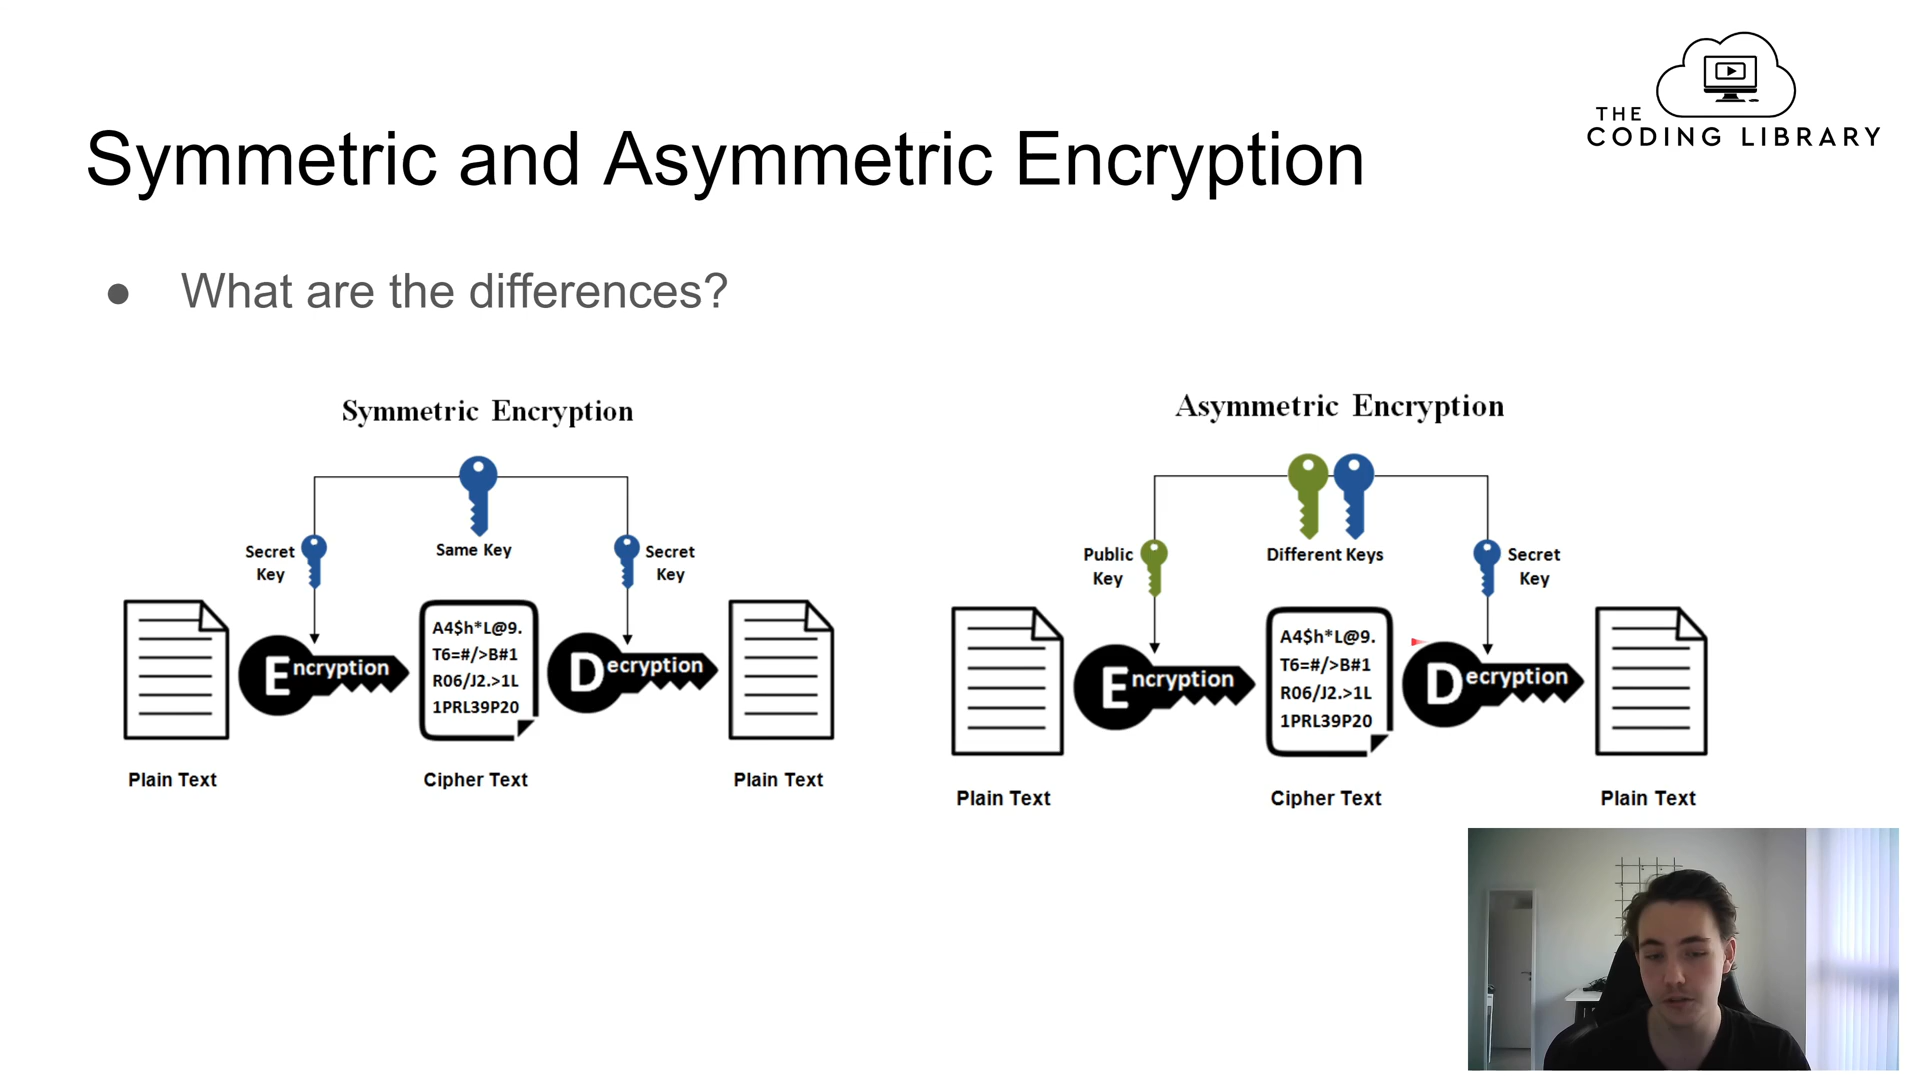 THE
CODING LIBRARY
Symmetric and Asymmetric Encryption
● What are the differences?
Symmetric Encryption
Secret
Key
Same Key
Secret
Key
Encryption
A4$h*L@9.
T6=#/>B#1
R06/J2.>1L
1PRL39P20
Decryption
Plain Text
Cipher Text
Plain Text
Asymmetric Encryption
Public
Key
Different Keys
Secret
Key
Encryption
A4$h*L@9.
T6=#/>B#1
R06/J2.>1L
1PRL39P20
Decryption
Plain Text
Cipher Text
Plain Text